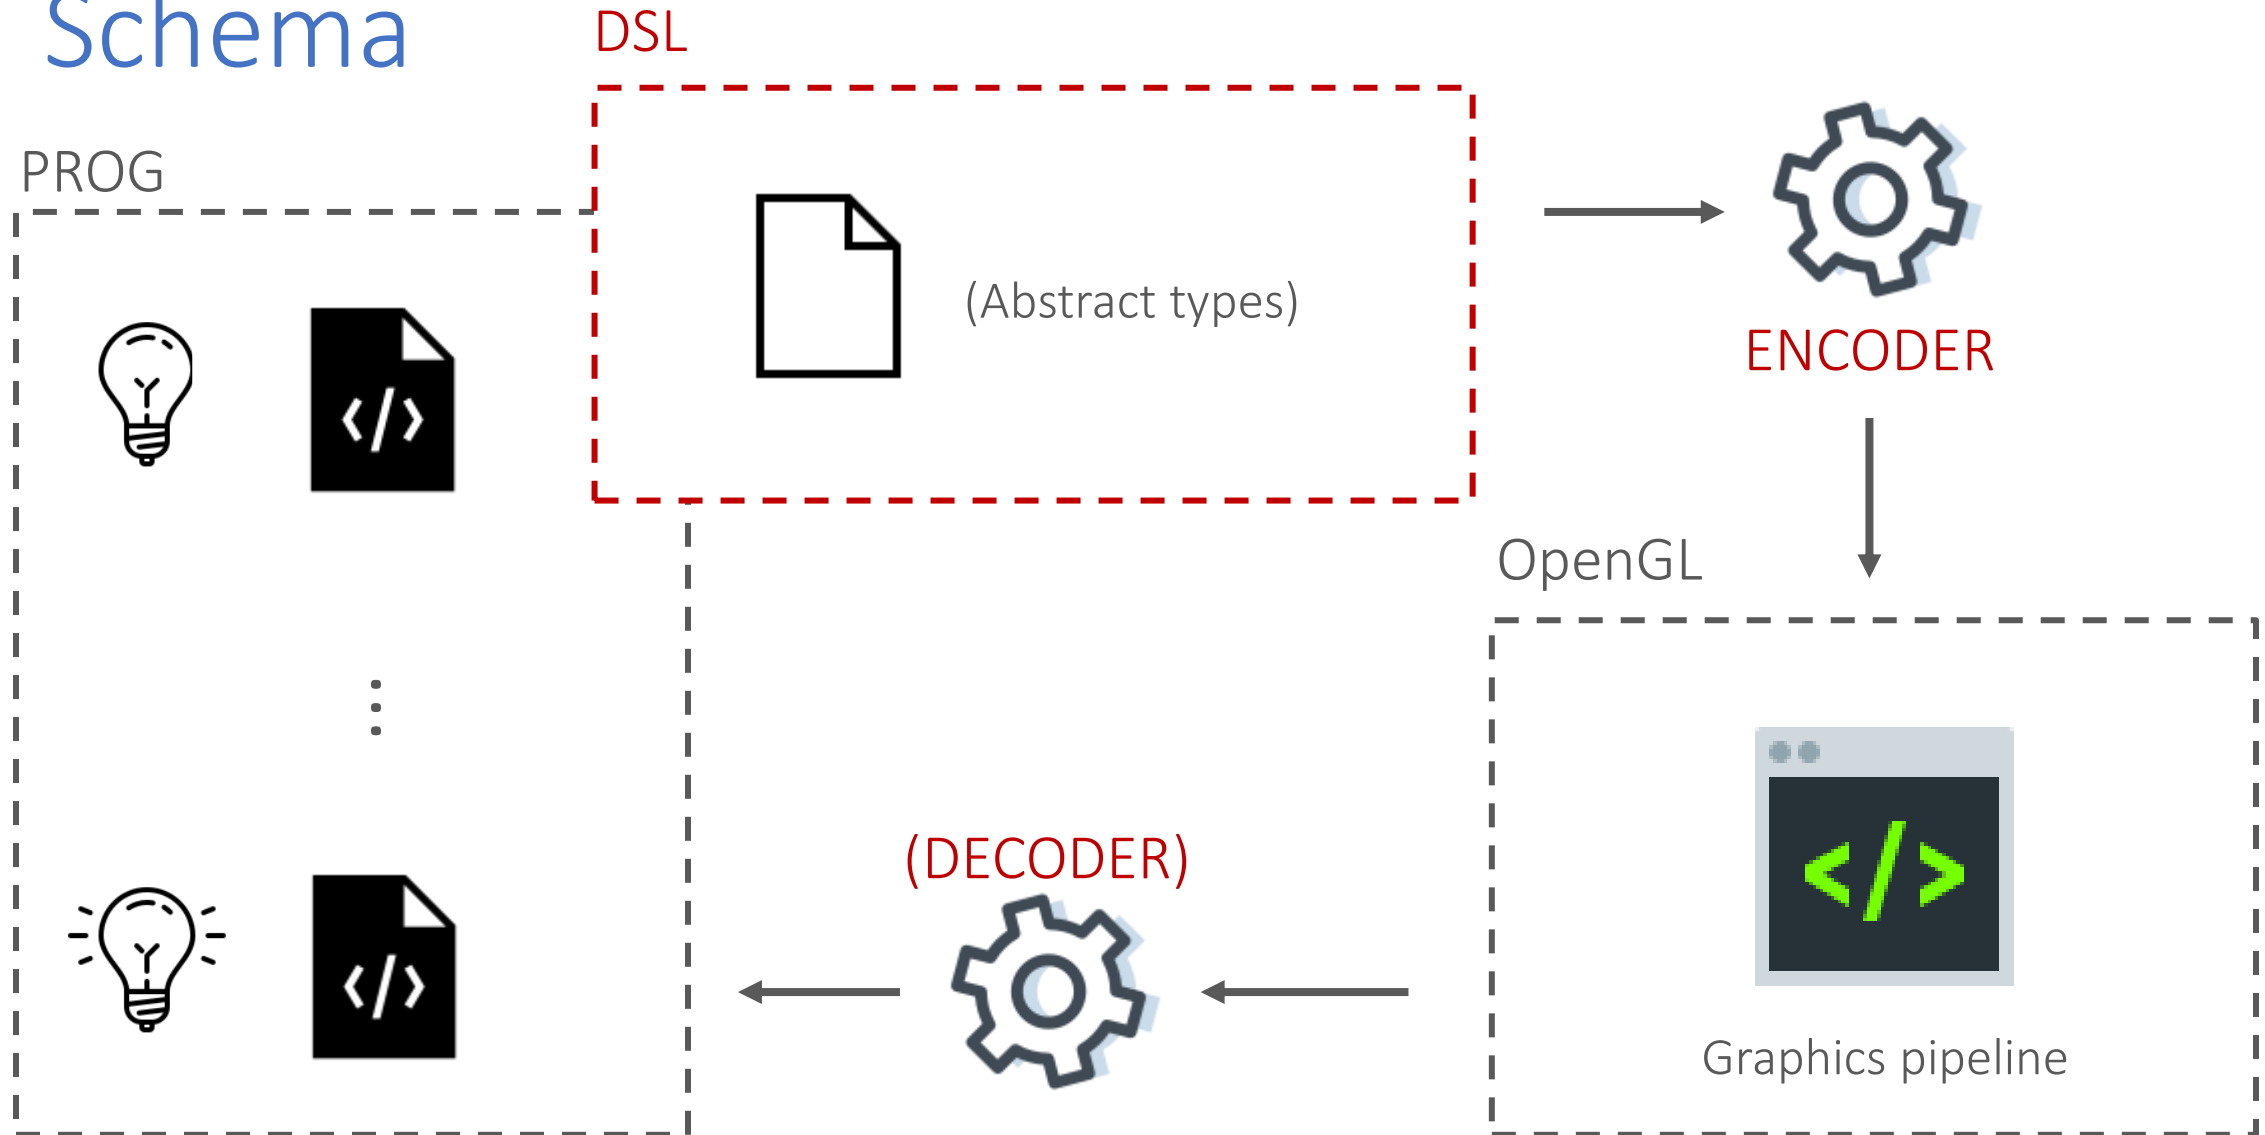 Schema
DSL
PROG
(Abstract types)
</>
ENCODER
OpenGL
⋮
(DECODER)
</>
</>
Graphics pipeline